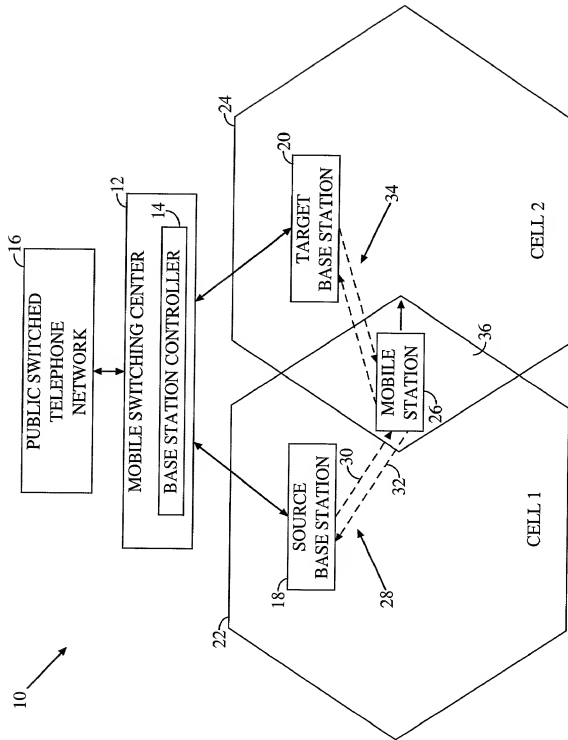 10
16
PUBLIC SWITCHED
TELEPHONE
NETWORK
12
MOBILE SWITCHING CENTER
14
BASE STATION CONTROLLER
22
24
18
SOURCE
BASE STATION
20
TARGET
BASE STATION
30
32
28
34
MOBILE
STATION
26
36
CELL 1
CELL 2